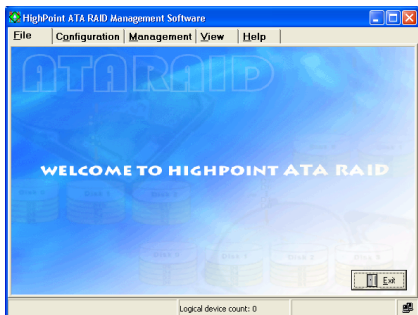 HighPoint ATA RAID Management Software
File Configuration Management View Help
ATARAID
WELCOME TO HIGHPOINT ATA RAID
Exit
Logical device count: 0